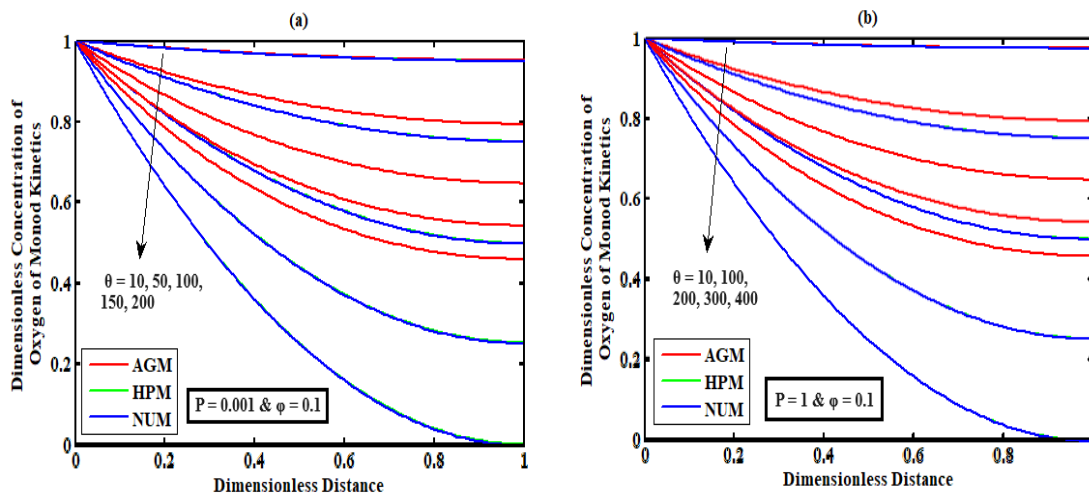 (a)
Dimensionless Concentration of
Oxygen of Monod Kinetics
1
0.8
0.6
0.4
0.2
0
θ = 10, 50, 100,
150, 200
AGM
HPM
NUM
P = 0.001 & φ = 0.1
0
0.2
0.4
0.6
0.8
1
Dimensionless Distance
(b)
Dimensionless Concentration of
Oxygen of Monod Kinetics
1
0.8
0.6
0.4
0.2
0
θ = 10, 100,
200, 300, 400
AGM
HPM
NUM
P = 1 & φ = 0.1
0
0.2
0.4
0.6
0.8
Dimensionless Distance